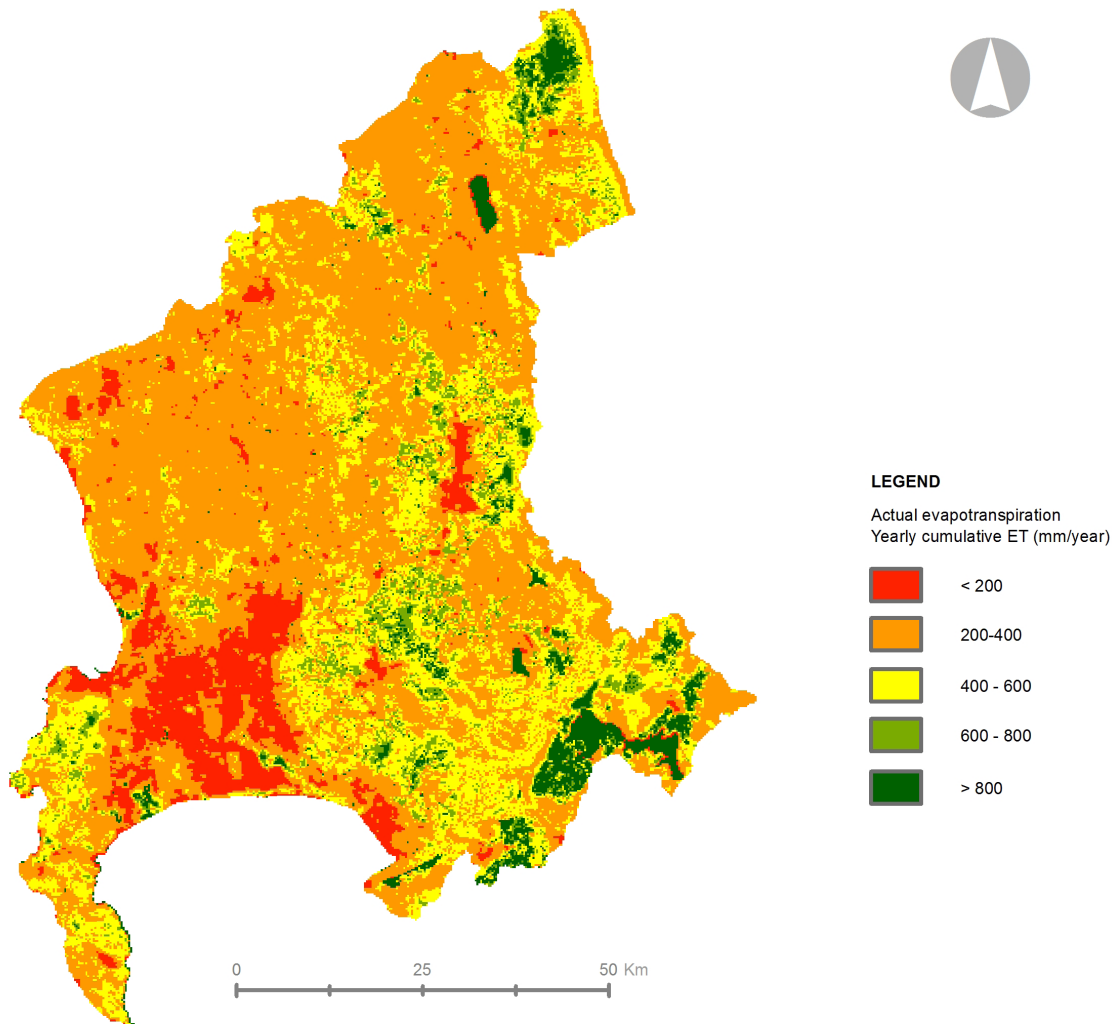 LEGEND
Actual evapotranspiration
Yearly cumulative ET (mm/year)
< 200
200-400
400 - 600
600 - 800
> 800
0 25 50 Km